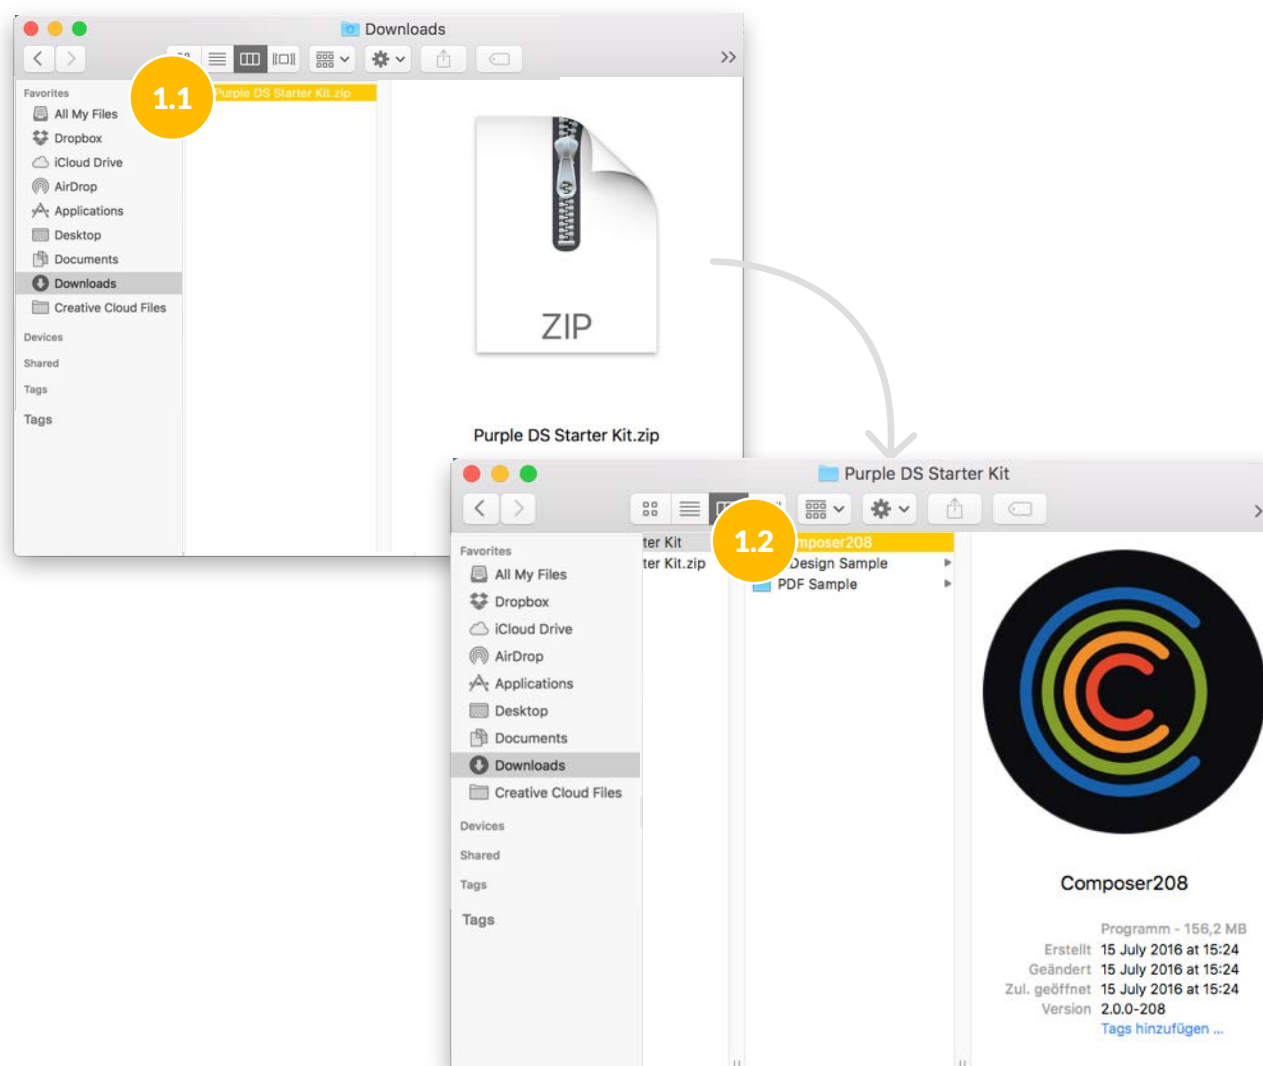 Downloads
1.1
Purple DS Starter Kit.zip
Favorites
All My Files
Dropbox
iCloud Drive
AirDrop
Applications
Desktop
Documents
Downloads
Creative Cloud Files
Devices
Shared
Tags
Tags
ZIP
Purple DS Starter Kit.zip
Purple DS Starter Kit
1.2
Favorites
All My Files
Dropbox
iCloud Drive
AirDrop
Applications
Desktop
Documents
Downloads
Creative Cloud Files
Devices
Shared
Tags
Tags
ter Kit
ter Kit.zip
mposer208
Design Sample
PDF Sample
Composer208
Programm - 156,2 MB
Erstellt 15 July 2016 at 15:24
Geändert 15 July 2016 at 15:24
Zul. geöffnet 15 July 2016 at 15:24
Version 2.0.0-208
Tags hinzufügen ...